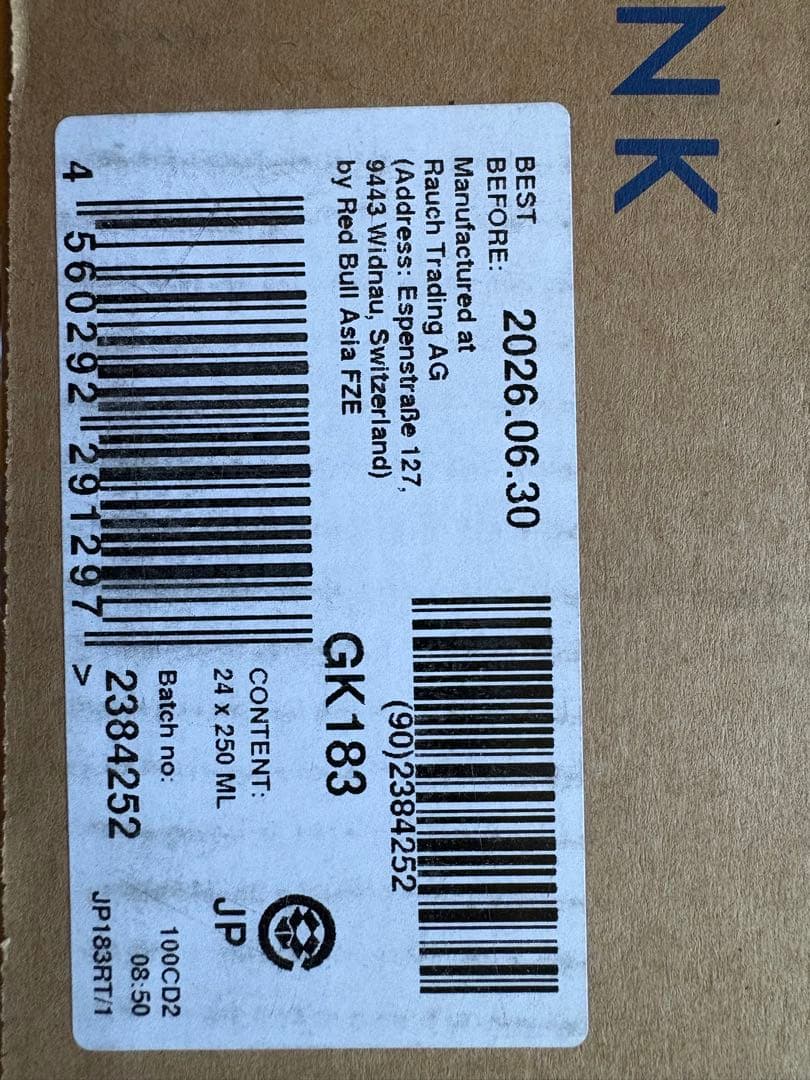 NK
BEST
BEFORE: 2026.06.30
Manufactured at
Rauch Trading AG
(Address: Espenstraße 127,
9443 Widnau, Switzerland)
by Red Bull Asia FZE
4 560292 291297 >
(90)2384252
GK183
CONTENT:
24 x 250 ML
JP
Batch no:
2384252
100CD2
08:50
JP183RT/1